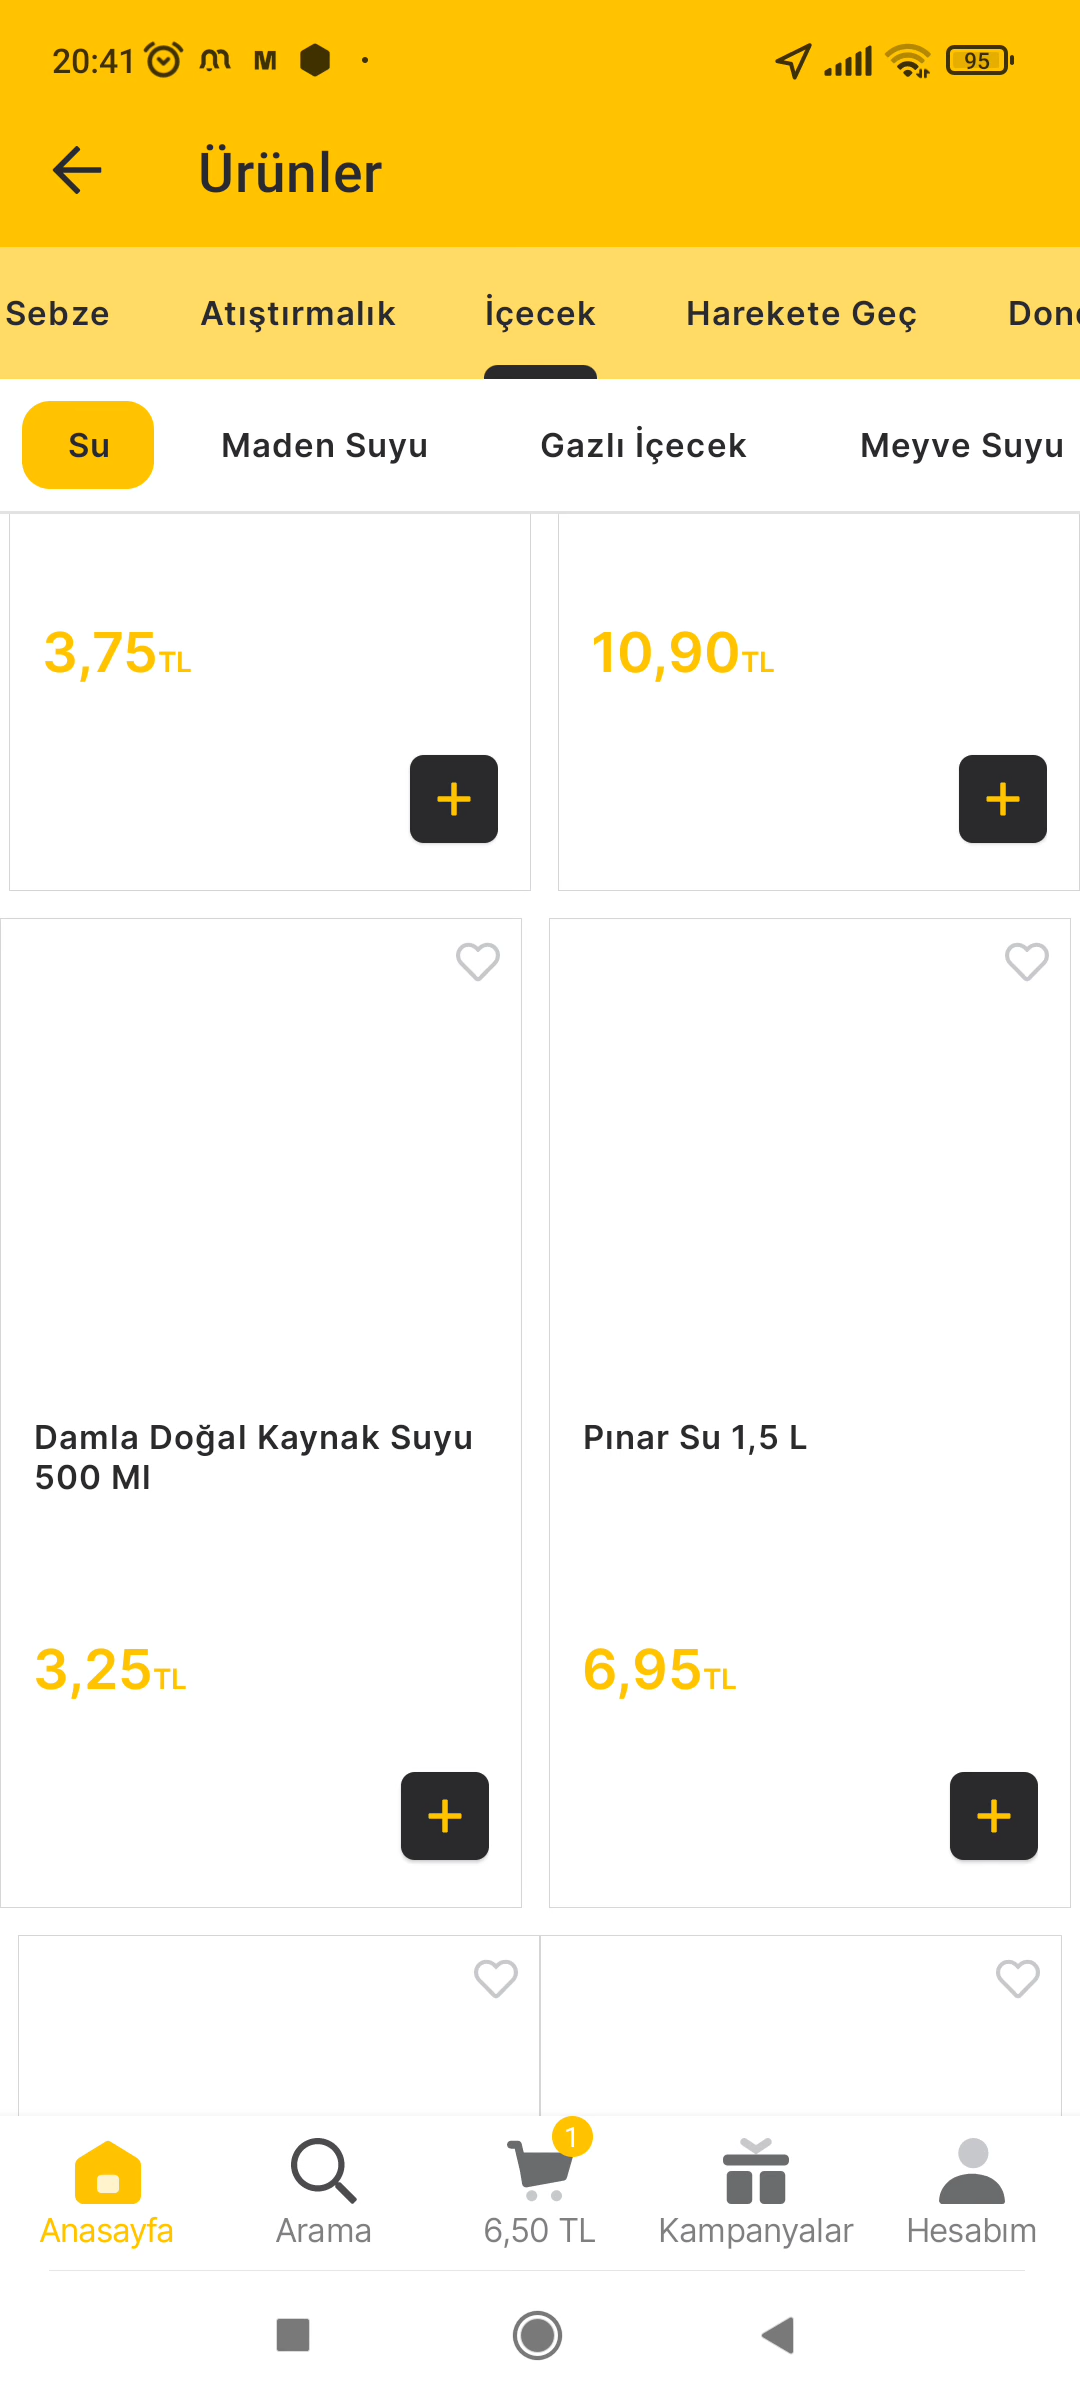 20:41
95
Ürünler
Sebze Atıştırmalık İçecek Harekete Geç Don
Su Maden Suyu Gazlı İçecek Meyve Suyu
3,75TL 10,90TL
+ +
Damla Doğal Kaynak Suyu
500 Ml
Pınar Su 1,5 L
3,25TL 6,95TL
+ +
1
Anasayfa Arama 6,50 TL Kampanyalar Hesabım